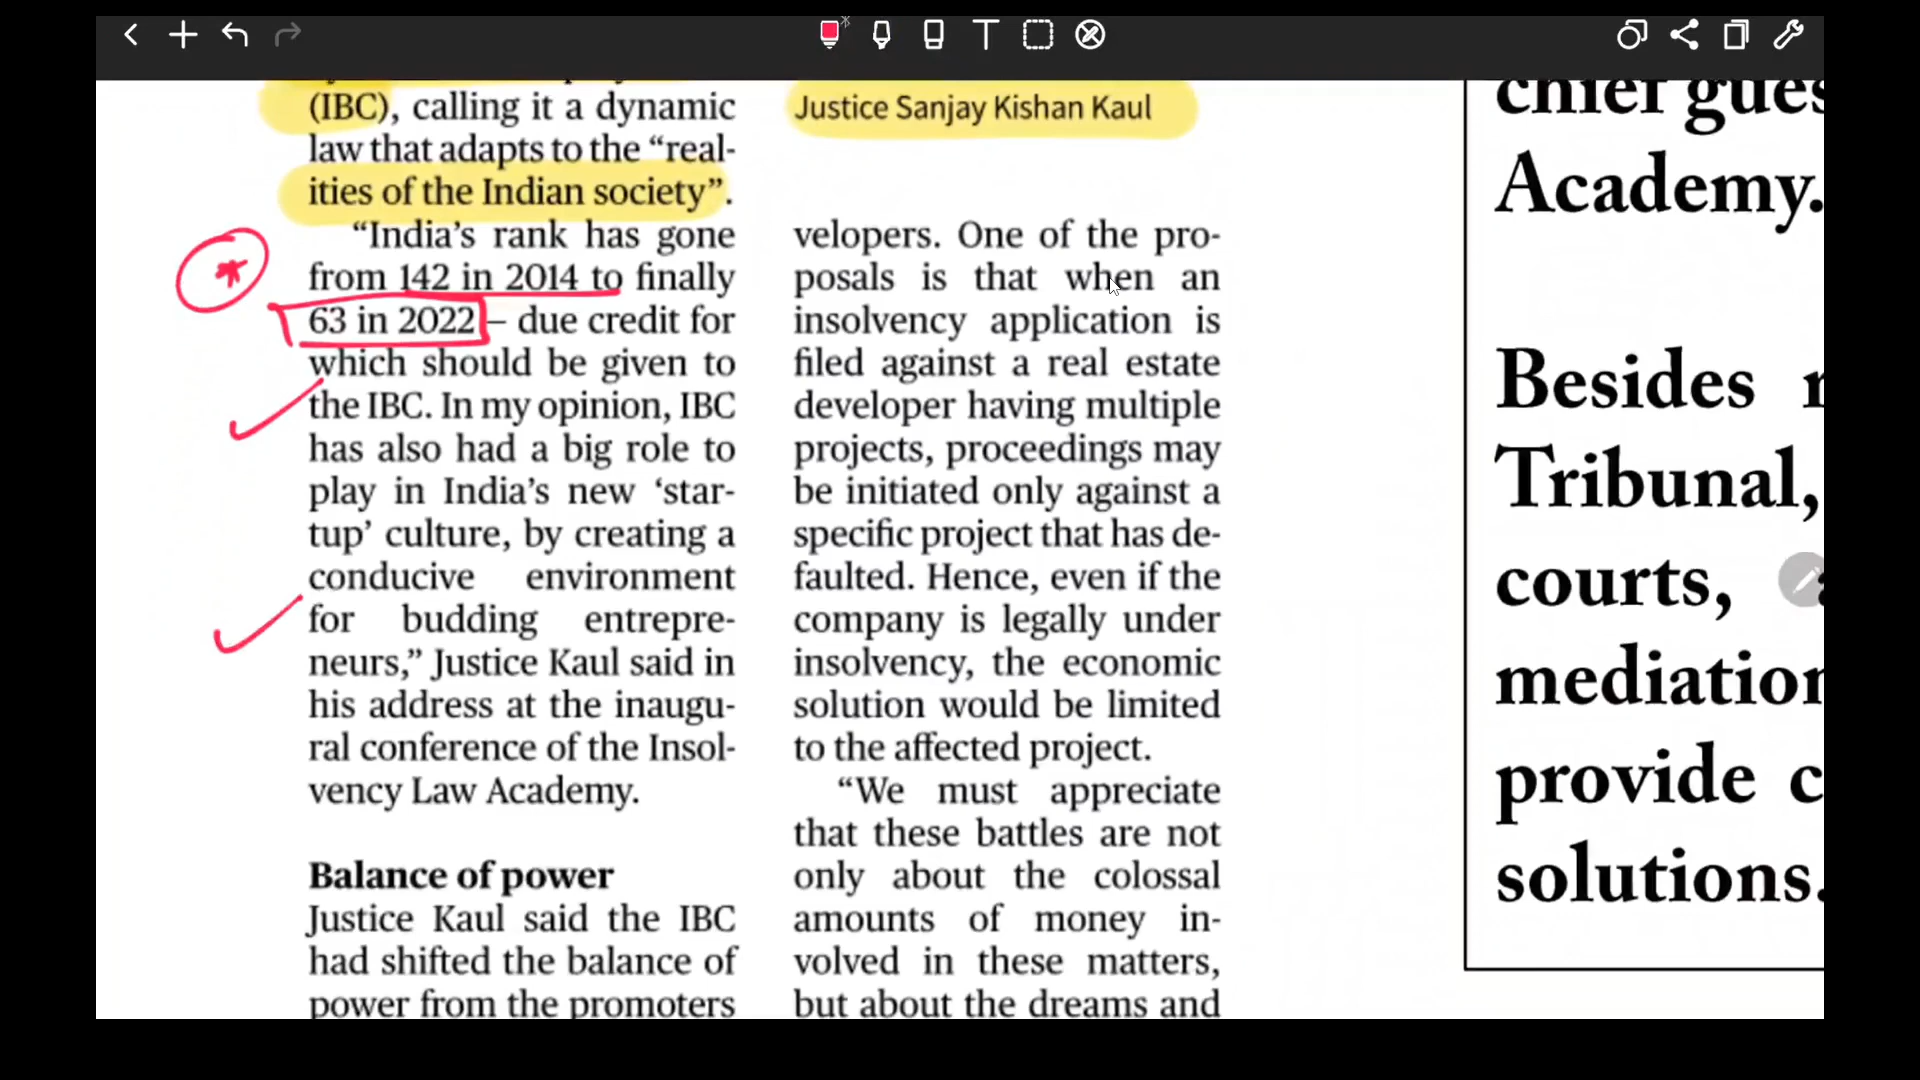 (IBC), calling it a dynamic
law that adapts to the “real-
ities of the Indian society”.
“India’s rank has gone
from 142 in 2014 to finally
63 in 2022 – due credit for
which should be given to
the IBC. In my opinion, IBC
has also had a big role to
play in India’s new ‘star-
tup’ culture, by creating a
conducive environment
for budding entrepre-
neurs,” Justice Kaul said in
his address at the inaugu-
ral conference of the Insol-
vency Law Academy.
Balance of power
Justice Kaul said the IBC
had shifted the balance of
power from the promoters
Justice Sanjay Kishan Kaul
velopers. One of the pro-
posals is that when an
insolvency application is
filed against a real estate
developer having multiple
projects, proceedings may
be initiated only against a
specific project that has de-
faulted. Hence, even if the
company is legally under
insolvency, the economic
solution would be limited
to the affected project.
“We must appreciate
that these battles are not
only about the colossal
amounts of money in-
volved in these matters,
but about the dreams and
chief gues
Academy.
Besides
Tribunal,
courts,
mediation
provide c
solutions.